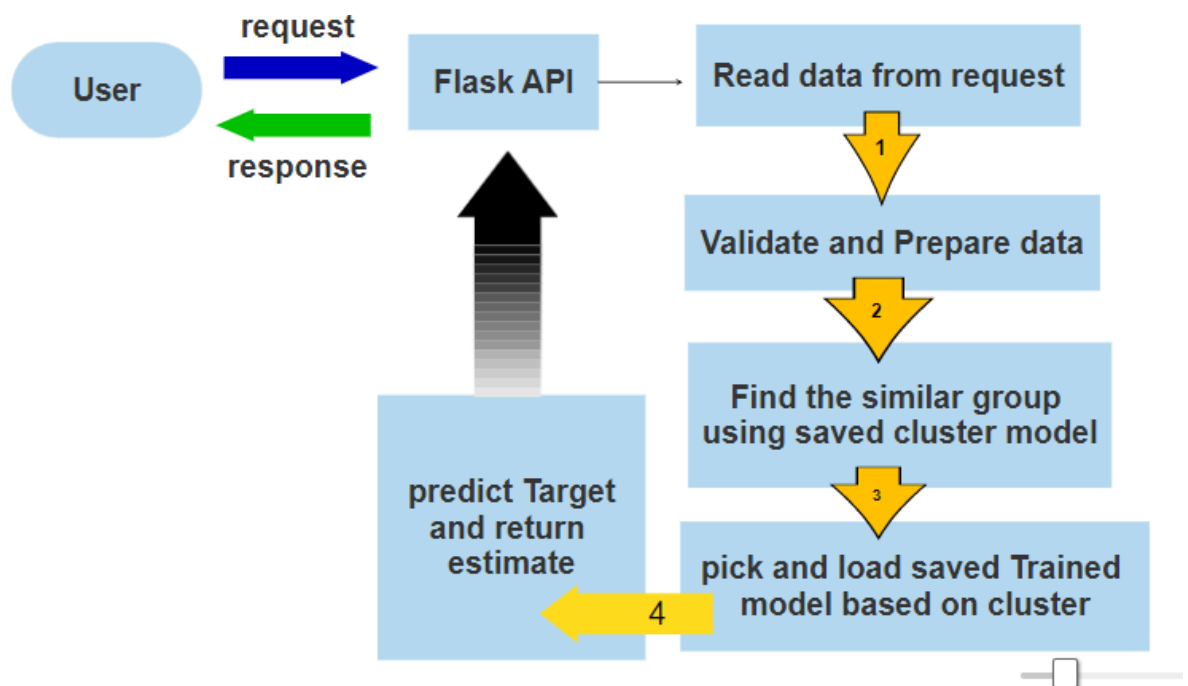 request
User
Flask API
Read data from request
response
1
Validate and Prepare data
2
Find the similar group
using saved cluster model
3
pick and load saved Trained
model based on cluster
4
predict Target
and return
estimate